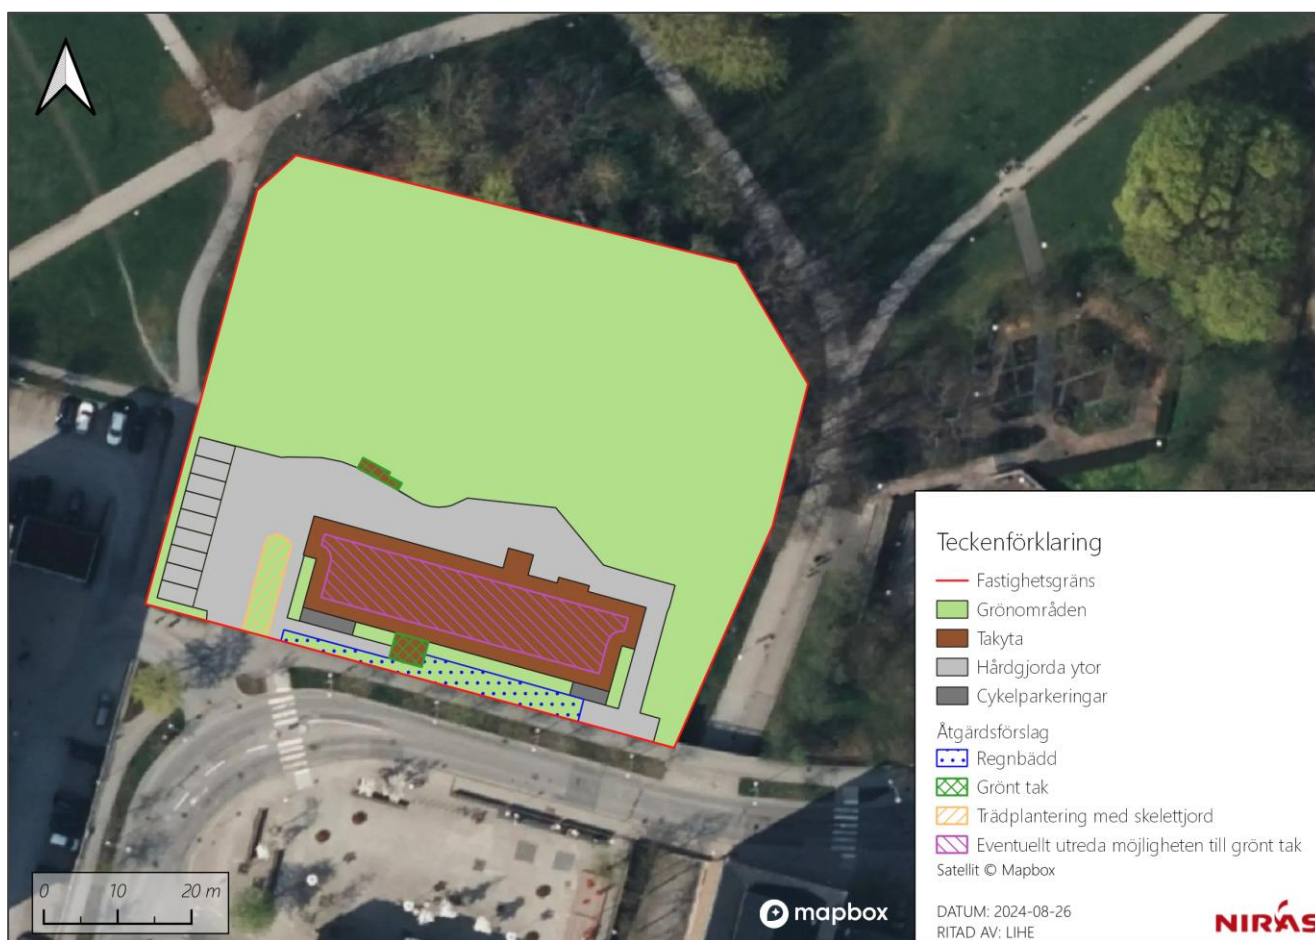 Teckenförklaring
Fastighetsgräns
Grönområden
Takyta
Hårdgjorda ytor
Cykelparkeringar
Åtgärdsförslag
Regnbädd
Grönt tak
Trädplantering med skelettjord
Eventuellt utreda möjligheten till grönt tak
Satellit © Mapbox
DATUM: 2024-08-26
RITAD AV: LIHE
NIRAS
0 10 20 m
mapbox